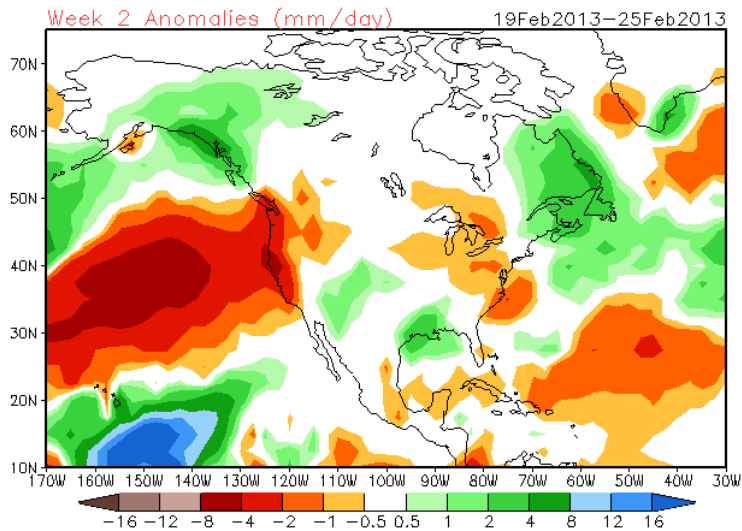 Week 2 Anomalies (mm/day) 19Feb2013−25Feb2013
70N
60N
50N
40N
30N
20N
10N
170W 160W 150W 140W 130W 120W 110W 100W 90W 80W 70W 60W 50W 40W 30W
−16 −12 −8 −4 −2 −1 −0.5 0.5 1 2 4 8 12 16